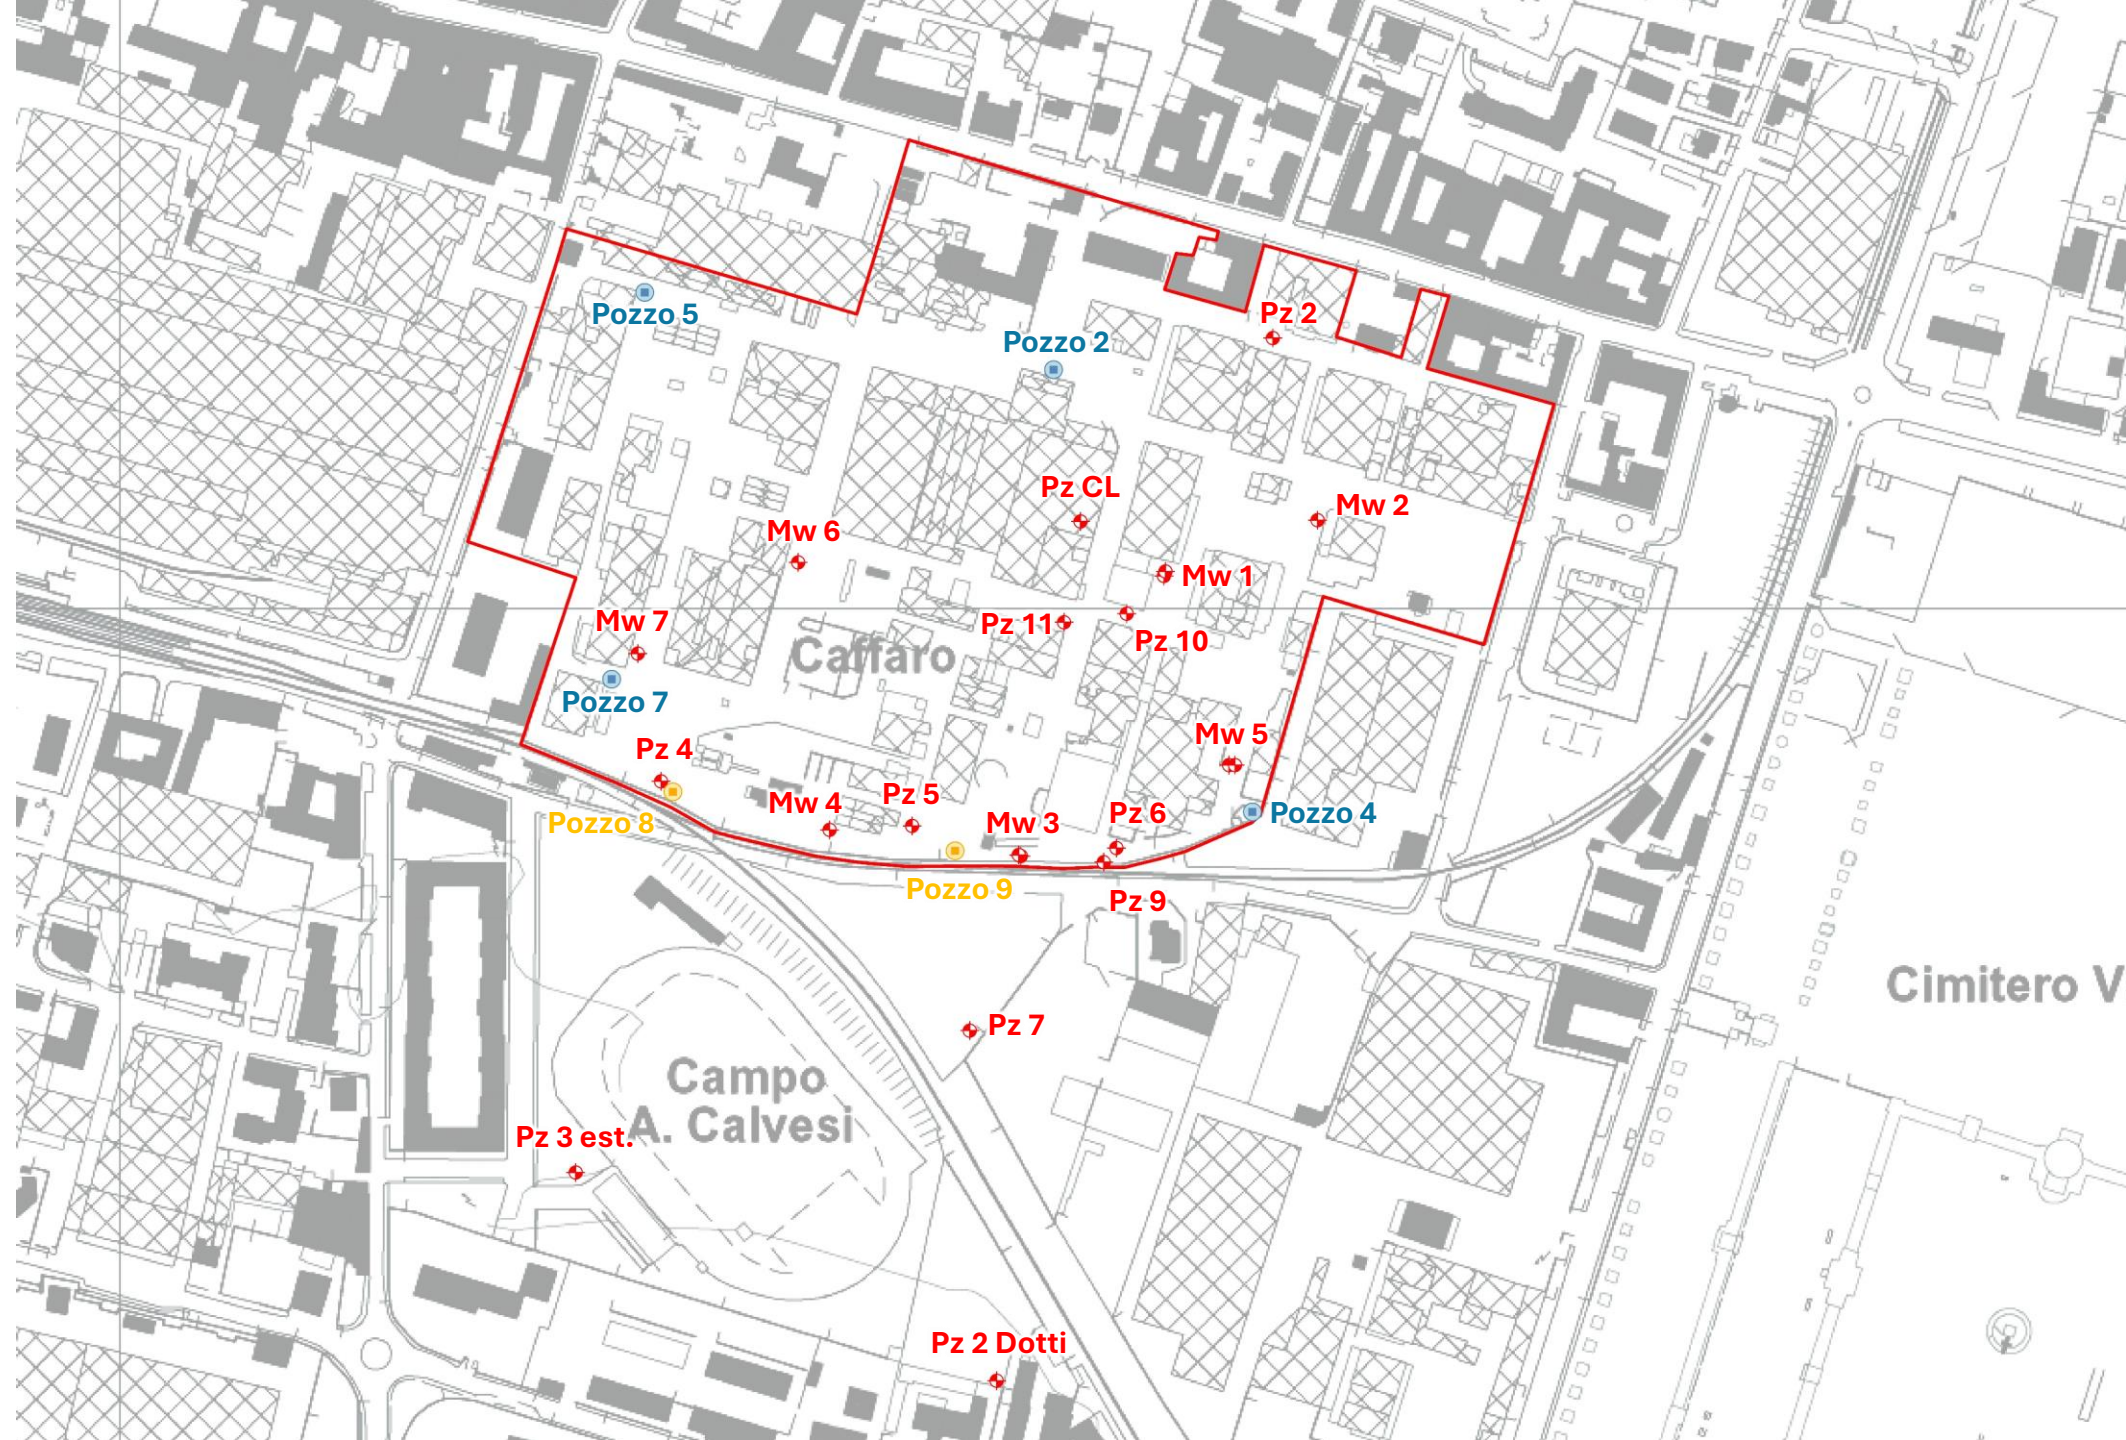 Pozzo 5
Pz 2
Pozzo 2
Pz CL
Mw 2
Mw 6
Mw 1
Mw 7
Pz 11
Pz 10
Caffaro
Pozzo 7
Mw 5
Pz 4
Pz 5
Mw 4
Pozzo 8
Mw 3
Pz 6
Pozzo 4
Pozzo 9
Pz 9
Cimitero V
Pz 7
Campo
A. Calvesi
Pz 3 est.
Pz 2 Dotti